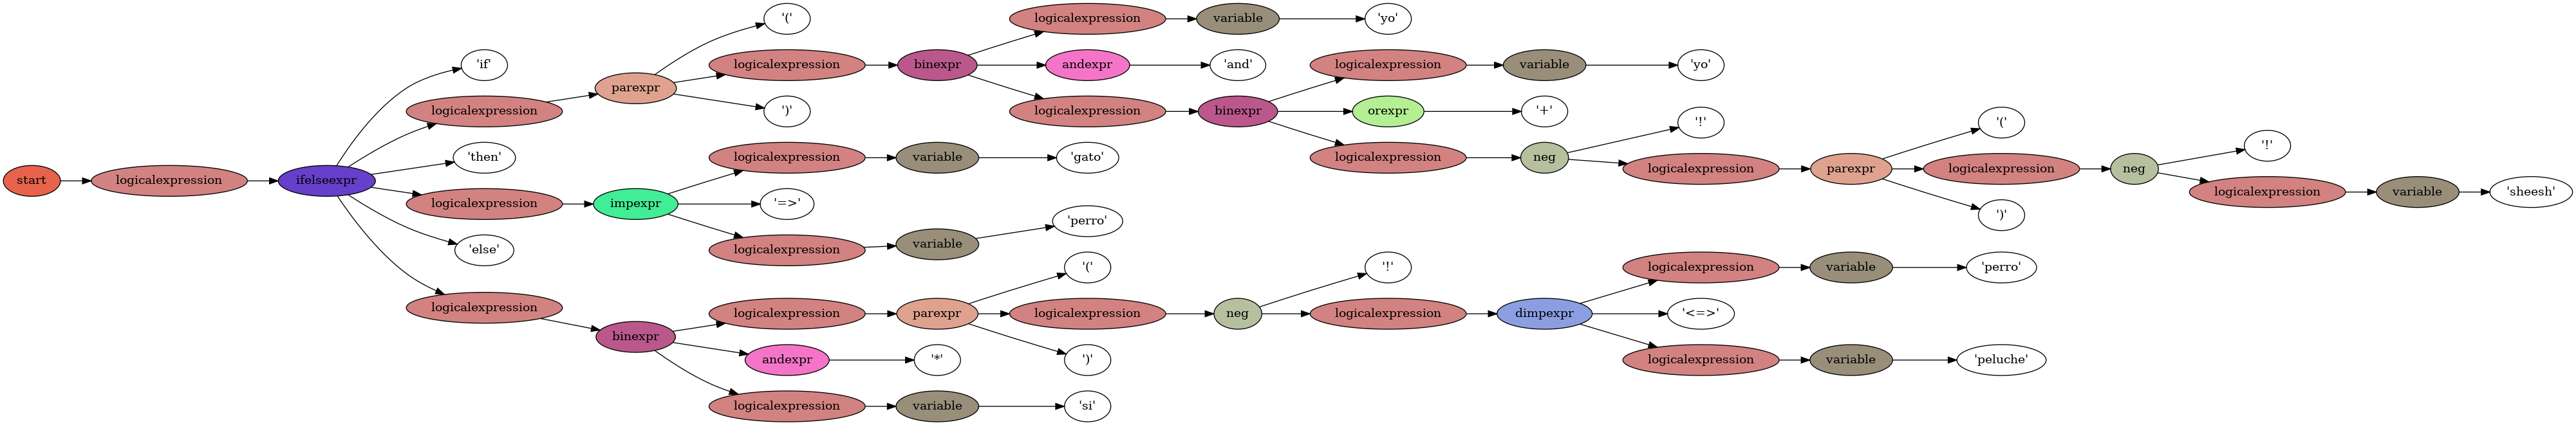 start
logicalexpression
ifelseexpr
'if'
logicalexpression
parexpr
'('
logicalexpression
binexpr
logicalexpression
variable
'yo'
andexpr
'and'
logicalexpression
binexpr
logicalexpression
variable
'yo'
orexpr
'+'
logicalexpression
neg
'!'
logicalexpression
parexpr
'('
logicalexpression
neg
'!'
logicalexpression
variable
'sheesh'
')'
')'
'then'
logicalexpression
impexpr
logicalexpression
variable
'gato'
'=>'
logicalexpression
variable
'perro'
'else'
logicalexpression
binexpr
logicalexpression
parexpr
'('
logicalexpression
neg
'!'
logicalexpression
dimpexpr
logicalexpression
variable
'perro'
'<=>'
logicalexpression
variable
'peluche'
')'
andexpr
'*'
logicalexpression
variable
'si'